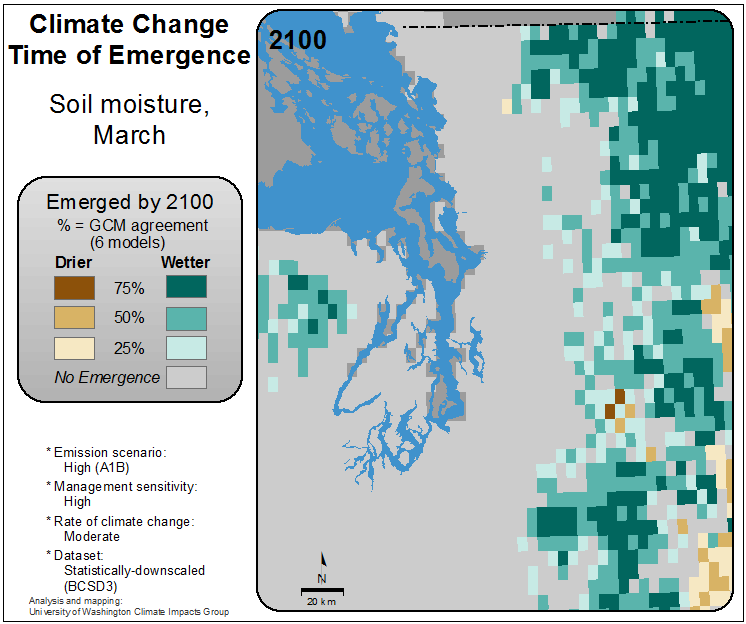 Climate Change
Time of Emergence
Soil moisture,
March
Emerged by 2100
% = GCM agreement
(6 models)
Drier Wetter
75%
50%
25%
No Emergence
* Emission scenario:
High (A1B)
* Management sensitivity:
High
* Rate of climate change:
Moderate
* Dataset:
Statistically-downscaled
(BCSD3)
Analysis and mapping:
University of Washington Climate Impacts Group
2100
N
20 km